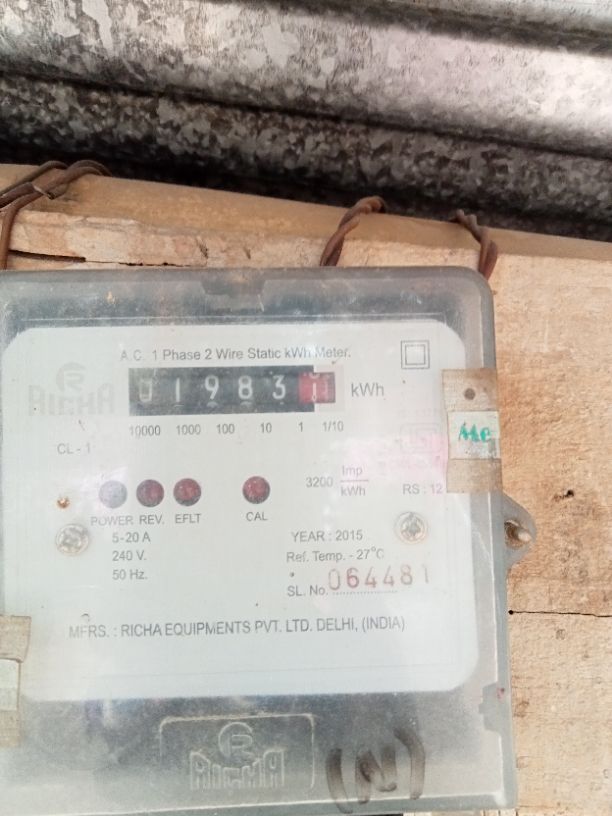 A.C. 1 Phase 2 Wire Static kWh Meter.
RICHA
01983 kWh
10000 1000 100 10 1 1/10
CL - 1
3200 Imp
kWh
RS : 12
POWER REV. EFLT CAL
5-20 A YEAR : 2015
240 V. Ref. Temp. - 27°C
50 Hz. SL. No. 064481
MFRS. : RICHA EQUIPMENTS PVT. LTD. DELHI, (INDIA)
RICHA
(N)